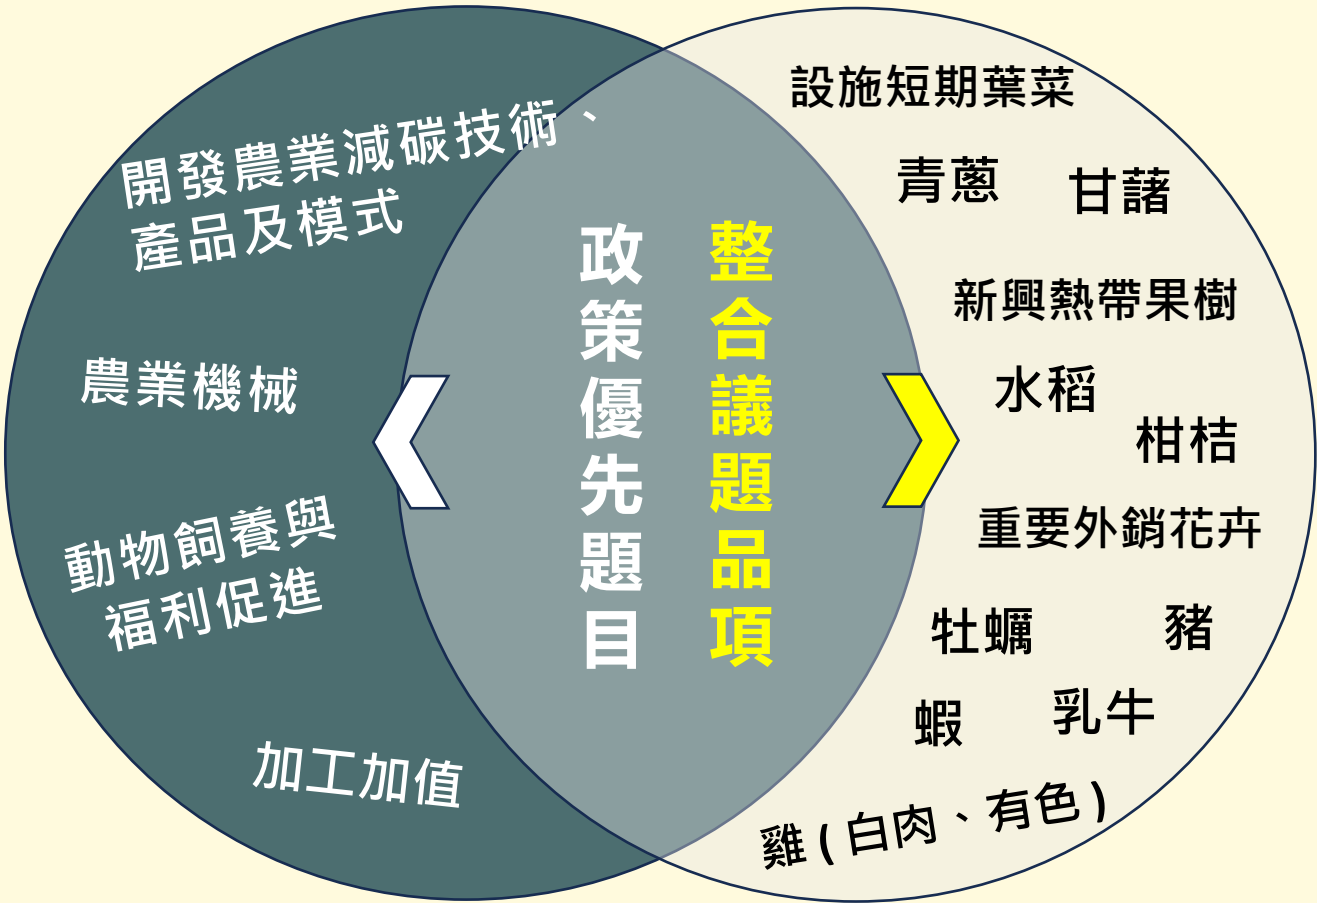 開發農業減碳技術、
產品及模式
農業機械
動物飼養與
福利促進
加工加值
政策優先題目
整合議題品項
設施短期葉菜
青蔥
甘藷
新興熱帶果樹
水稻
柑桔
重要外銷花卉
牡蠣
豬
蝦
乳牛
雞(白肉、有色)